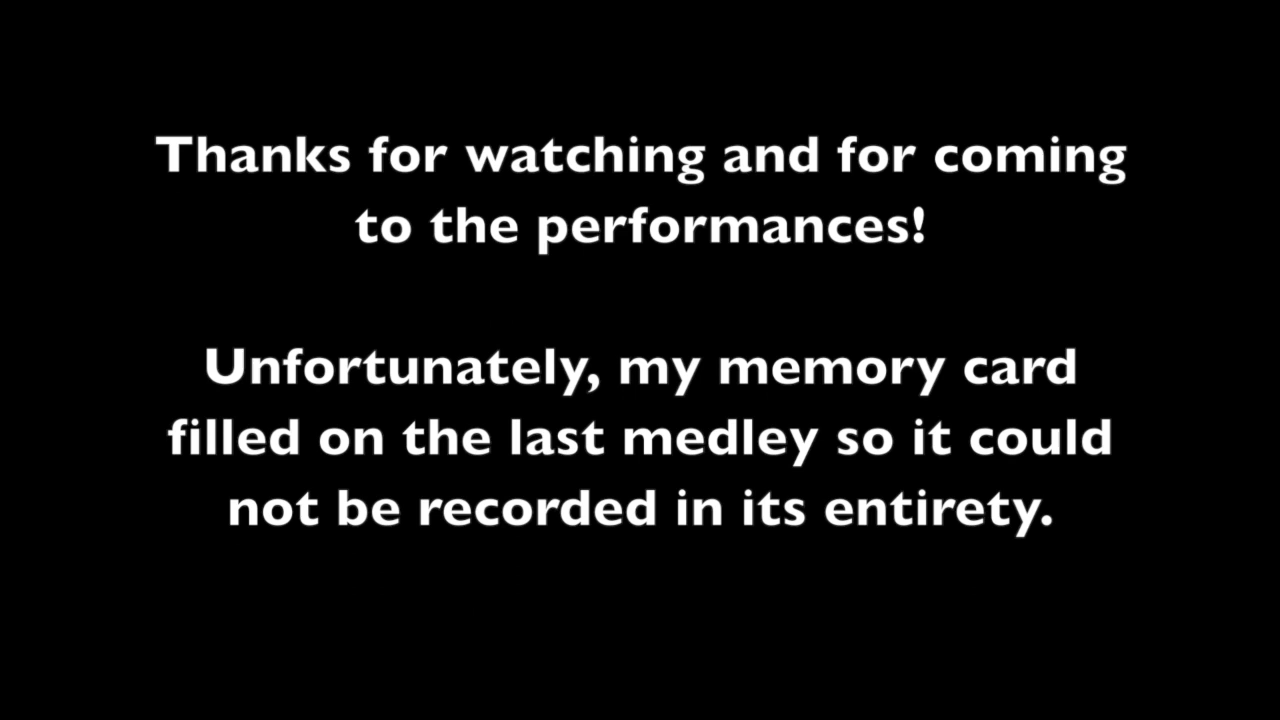 Thanks for watching and for coming
to the performances!
Unfortunately, my memory card
filled on the last medley so it could
not be recorded in its entirety.